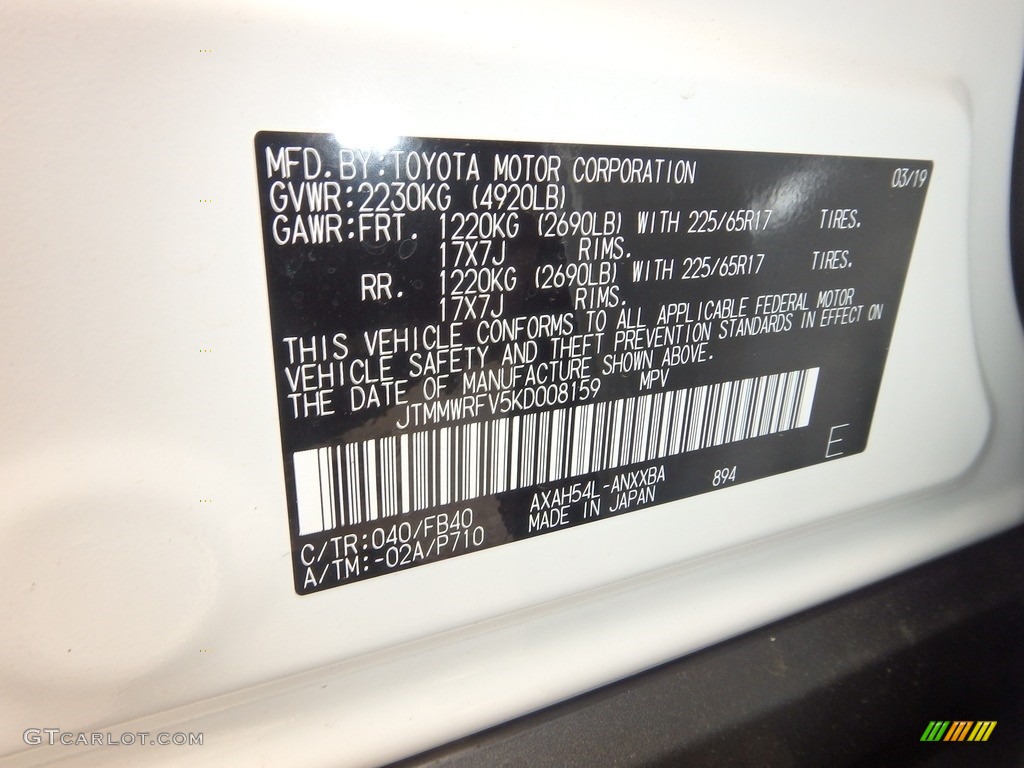 MFD. BY: TOYOTA MOTOR CORPORATION 03/19
GVWR: 2230KG (4920LB)
GAWR: FRT. 1220KG (2690LB) WITH 225/65R17 TIRES.
17X7J RIMS.
RR. 1220KG (2690LB) WITH 225/65R17 TIRES.
17X7J RIMS.
THIS VEHICLE CONFORMS TO ALL APPLICABLE FEDERAL MOTOR
VEHICLE SAFETY AND THEFT PREVENTION STANDARDS IN EFFECT ON
THE DATE OF MANUFACTURE SHOWN ABOVE.
JTMMWRFV5KD008159 MPV
E
C/TR: 040/FB40 AXAH54L-ANXXBA 894
A/TM: -02A/P710 MADE IN JAPAN
GTCARLOT.COM